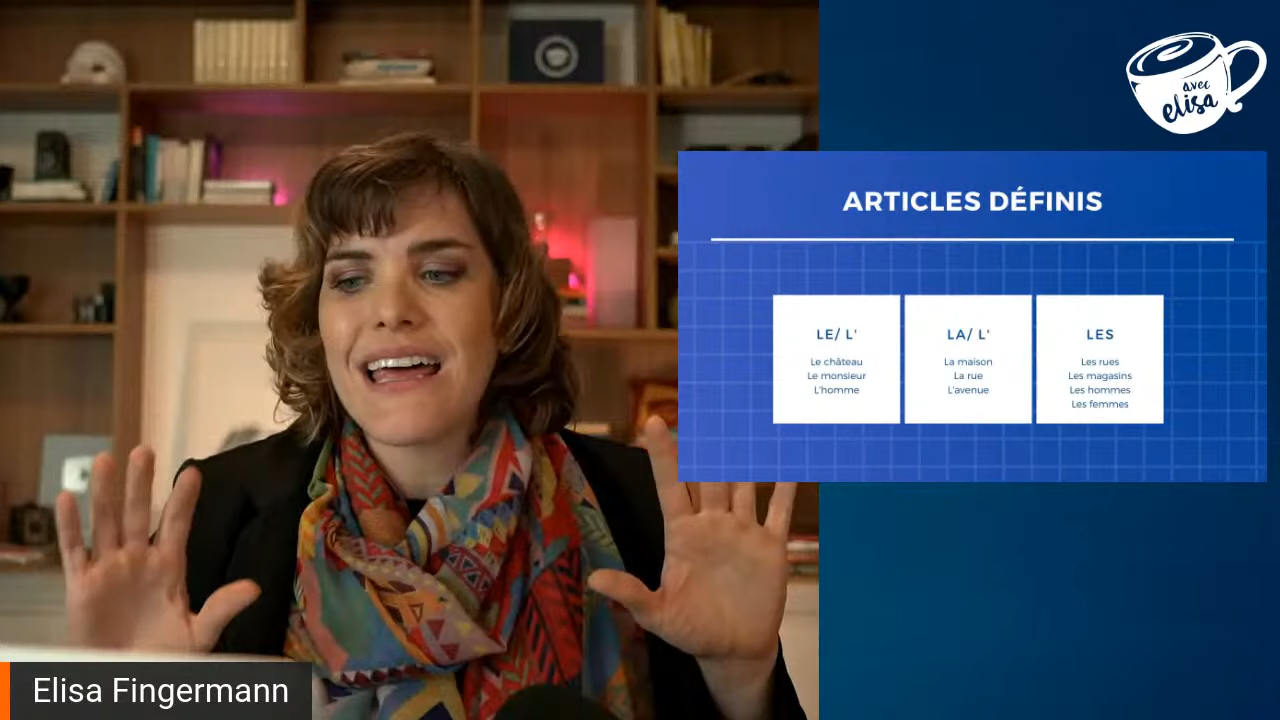 avec
elisa
ARTICLES DÉFINIS
LE/ L'
Le château
Le monsieur
L'homme
LA/ L'
La maison
La rue
L'avenue
LES
Les rues
Les magasins
Les hommes
Les femmes
Elisa Fingermann